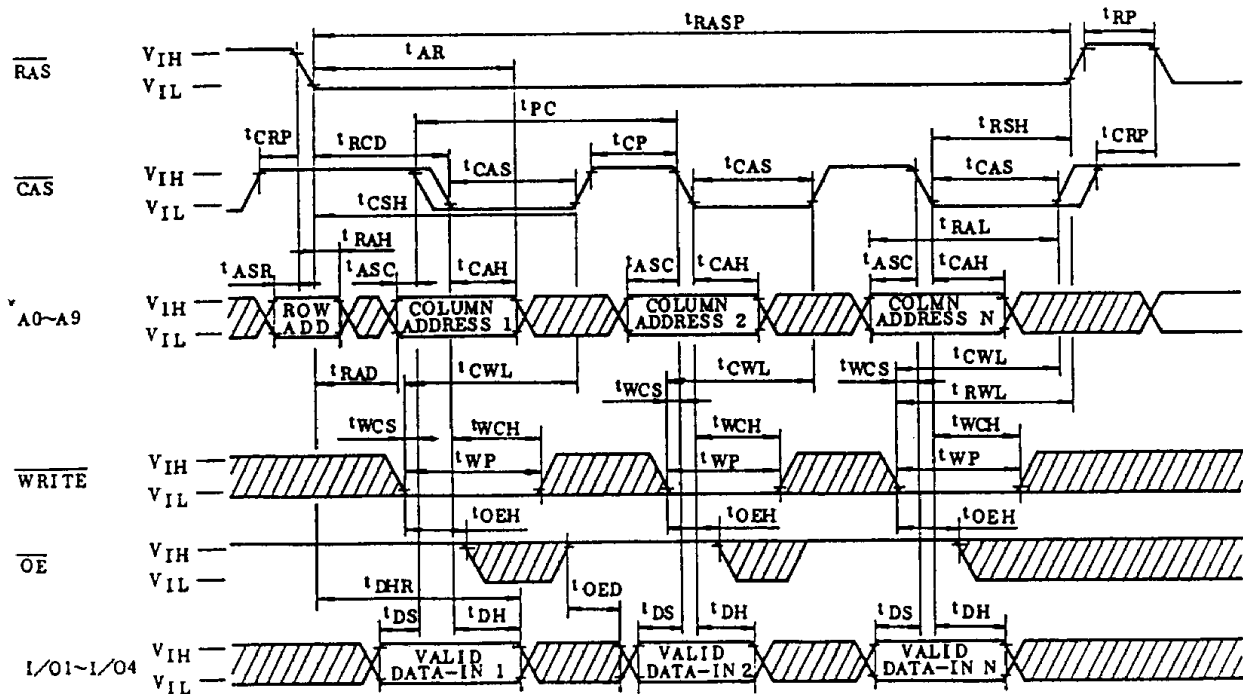 tRASP
tRP
tAR
RAS
VIH
VIL
tPC
tCRP
tRCD
tCP
tRSH
tCRP
tCAS
tCAS
tCAS
CAS
VIH
VIL
tCSH
tRAL
tRAH
tASR
tASC
tCAH
tASC
tCAH
tASC
tCAH
A0~A9
VIH
VIL
ROW
ADD
COLUMN
ADDRESS 1
COLUMN
ADDRESS 2
COLMN
ADDRESS N
tRAD
tCWL
tWCS
tCWL
tWCS
tCWL
tRWL
tWCS
tWCH
tWCH
tWCH
tWP
tWP
tWP
WRITE
VIH
VIL
tOEH
tOEH
tOEH
OE
VIH
VIL
tDHR
tOED
tDS
tDH
tDS
tDH
tDS
tDH
I/O1~I/O4
VIH
VIL
VALID
DATA-IN 1
VALID
DATA-IN 2
VALID
DATA-IN N